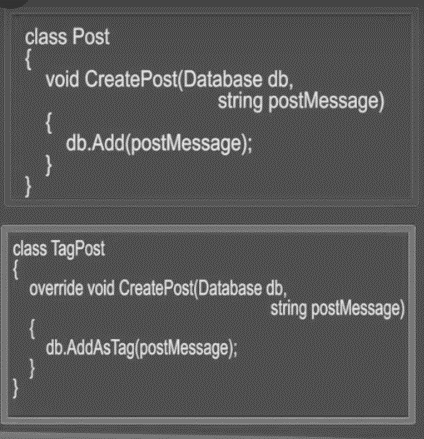 class Post
{
void CreatePost(Database db,
string postMessage)
{
db.Add(postMessage);
}
}
class TagPost
{
override void CreatePost(Database db,
string postMessage)
{
db.AddAsTag(postMessage);
}
}